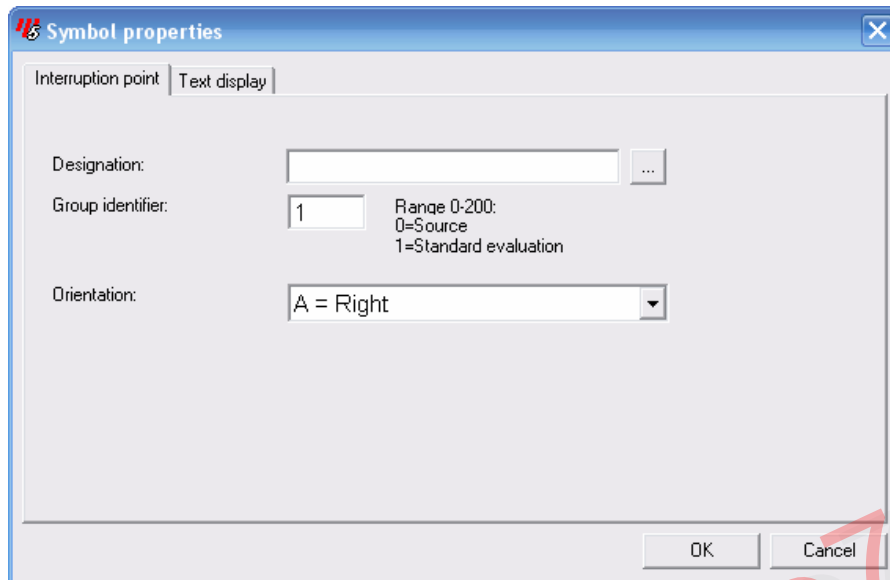 Symbol properties
Interruption point
Text display
Designation:
...
Group identifier:
1
Range 0-200:
0=Source
1=Standard evaluation
Orientation:
A = Right
OK
Cancel